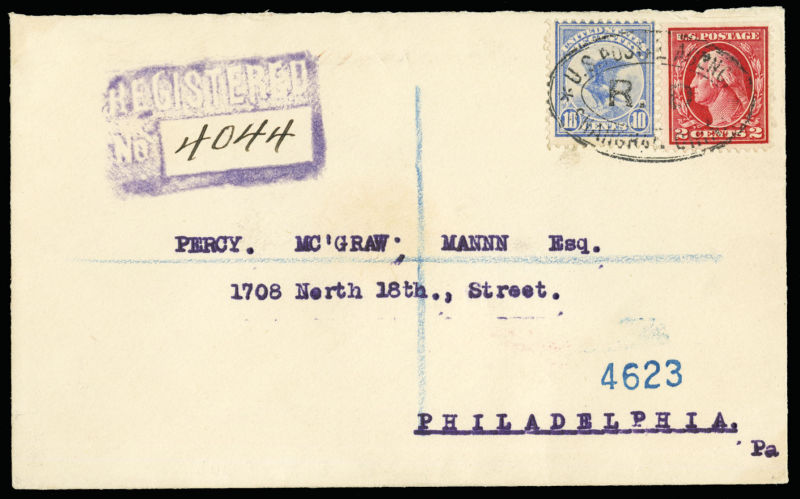 U.S. POSTAGE
10 CENTS 10
2 CENTS 2
R.
REGISTERED
No 4044
PERCY. MC'GRAW; MANNN Esq.
1708 North 18th., Street.
4623
PHILADELPHIA.
Pa